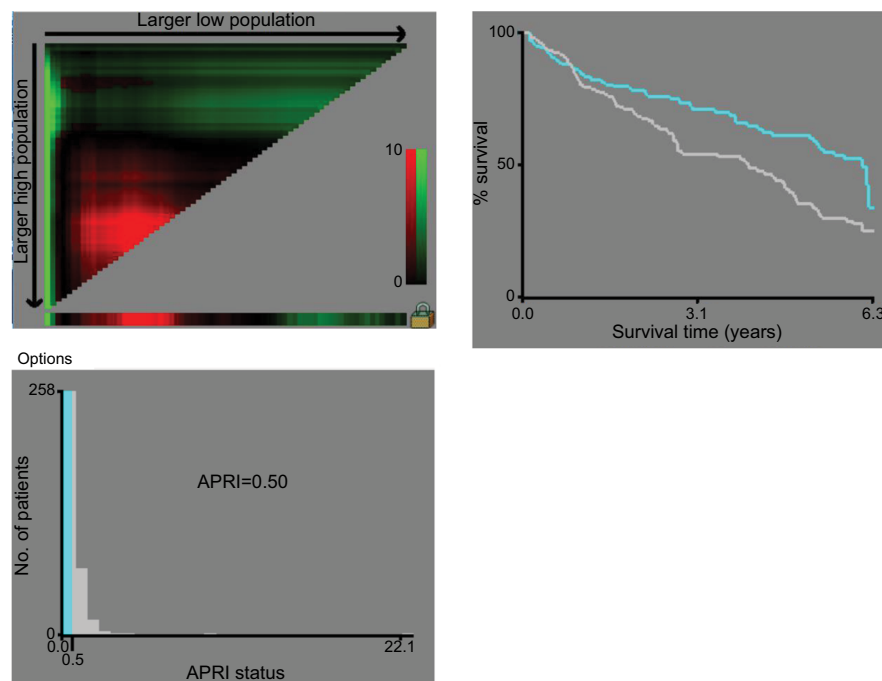 Larger low population
Larger high population
10
0
100
50
0
% survival
0.0
3.1
6.3
Survival time (years)
Options
258
0
No. of patients
APRI=0.50
0.0
0.5
22.1
APRI status